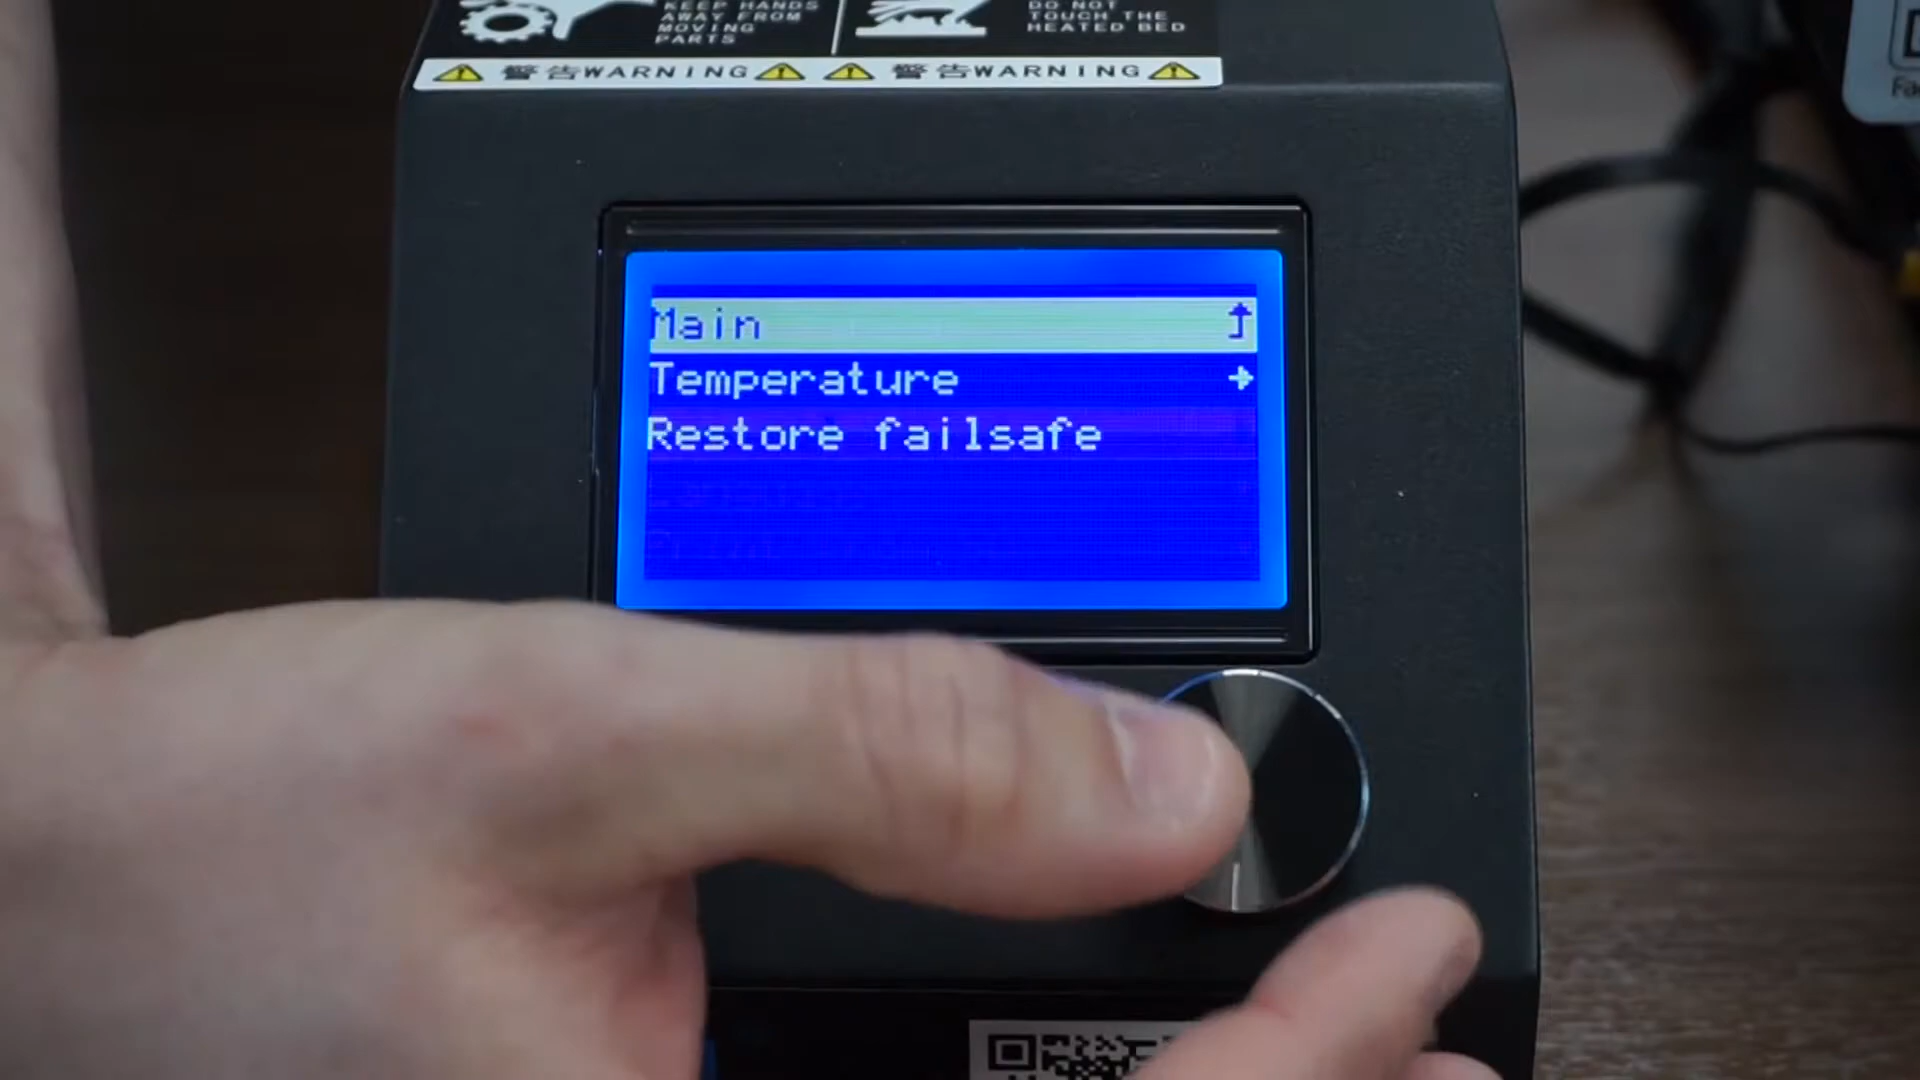 KEEP HANDS
AWAY FROM
MOVING
PARTS
DO NOT
TOUCH THE
HEATED BED
警告WARNING
警告WARNING
Main
Temperature
Restore failsafe